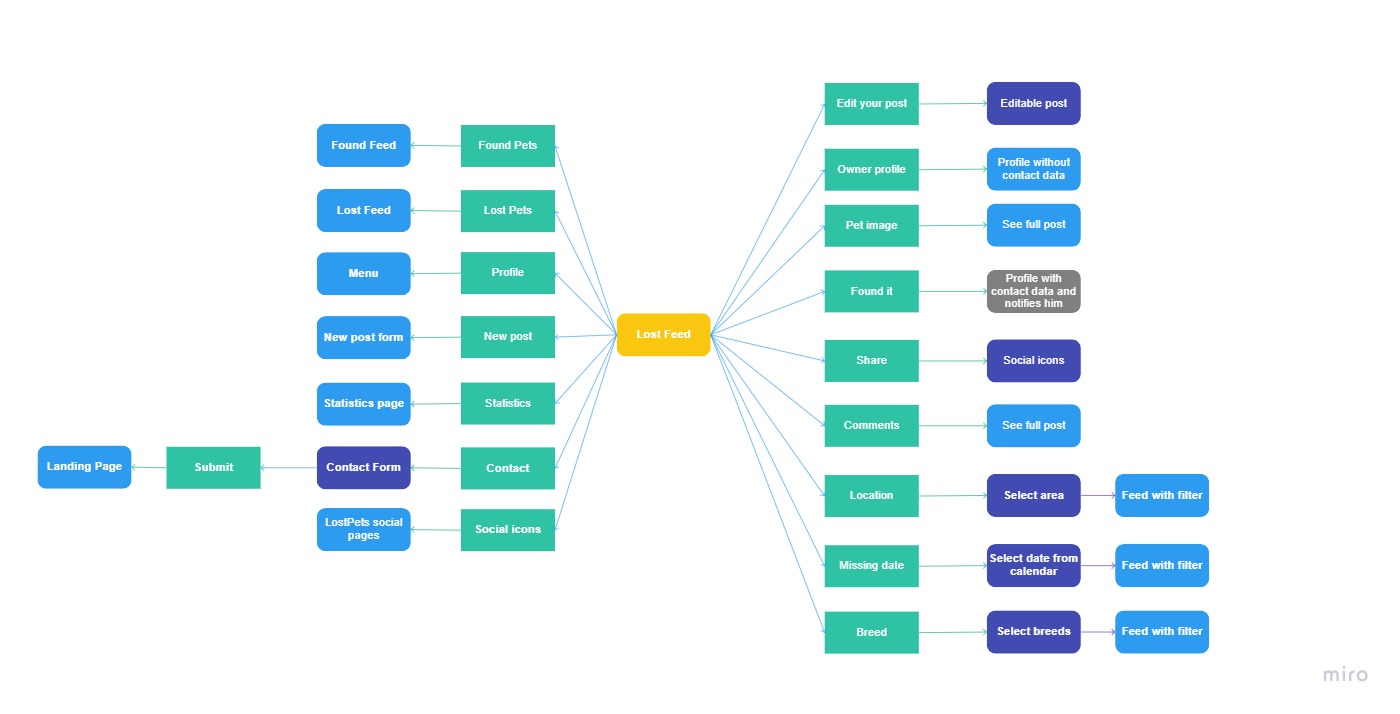 Found Feed
Found Pets
Lost Feed
Lost Pets
Menu
Profile
New post form
New post
Statistics page
Statistics
Landing Page
Submit
Contact Form
Contact
LostPets social
pages
Social icons
Lost Feed
Edit your post
Editable post
Owner profile
Profile without
contact data
Pet image
See full post
Found it
Profile with
contact data and
notifies him
Share
Social icons
Comments
See full post
Location
Select area
Feed with filter
Missing date
Select date from
calendar
Feed with filter
Breed
Select breeds
Feed with filter
miro